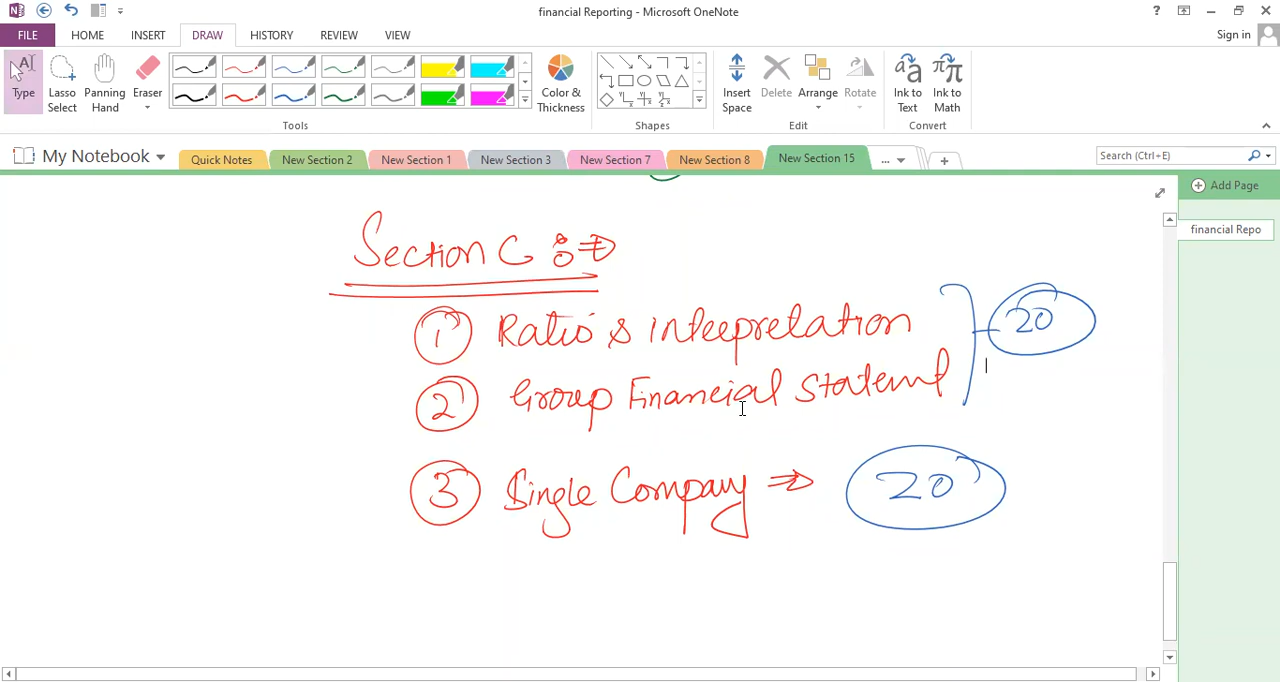 financial Reporting - Microsoft OneNote
?
Sign in
FILE HOME INSERT DRAW HISTORY REVIEW VIEW
Type
Lasso Select
Panning Hand
Eraser
Color & Thickness
Insert Space
Delete
Arrange
Rotate
Ink to Text
Ink to Math
Tools
Shapes
Edit
Convert
My Notebook
Quick Notes
New Section 2
New Section 1
New Section 3
New Section 7
New Section 8
New Section 15
...
Search (Ctrl+E)
Add Page
financial Repo
Section C :⇒
1 Ratio & interpretation
2 Group Financial Statemt
20
3 Single Company ⇒ 20